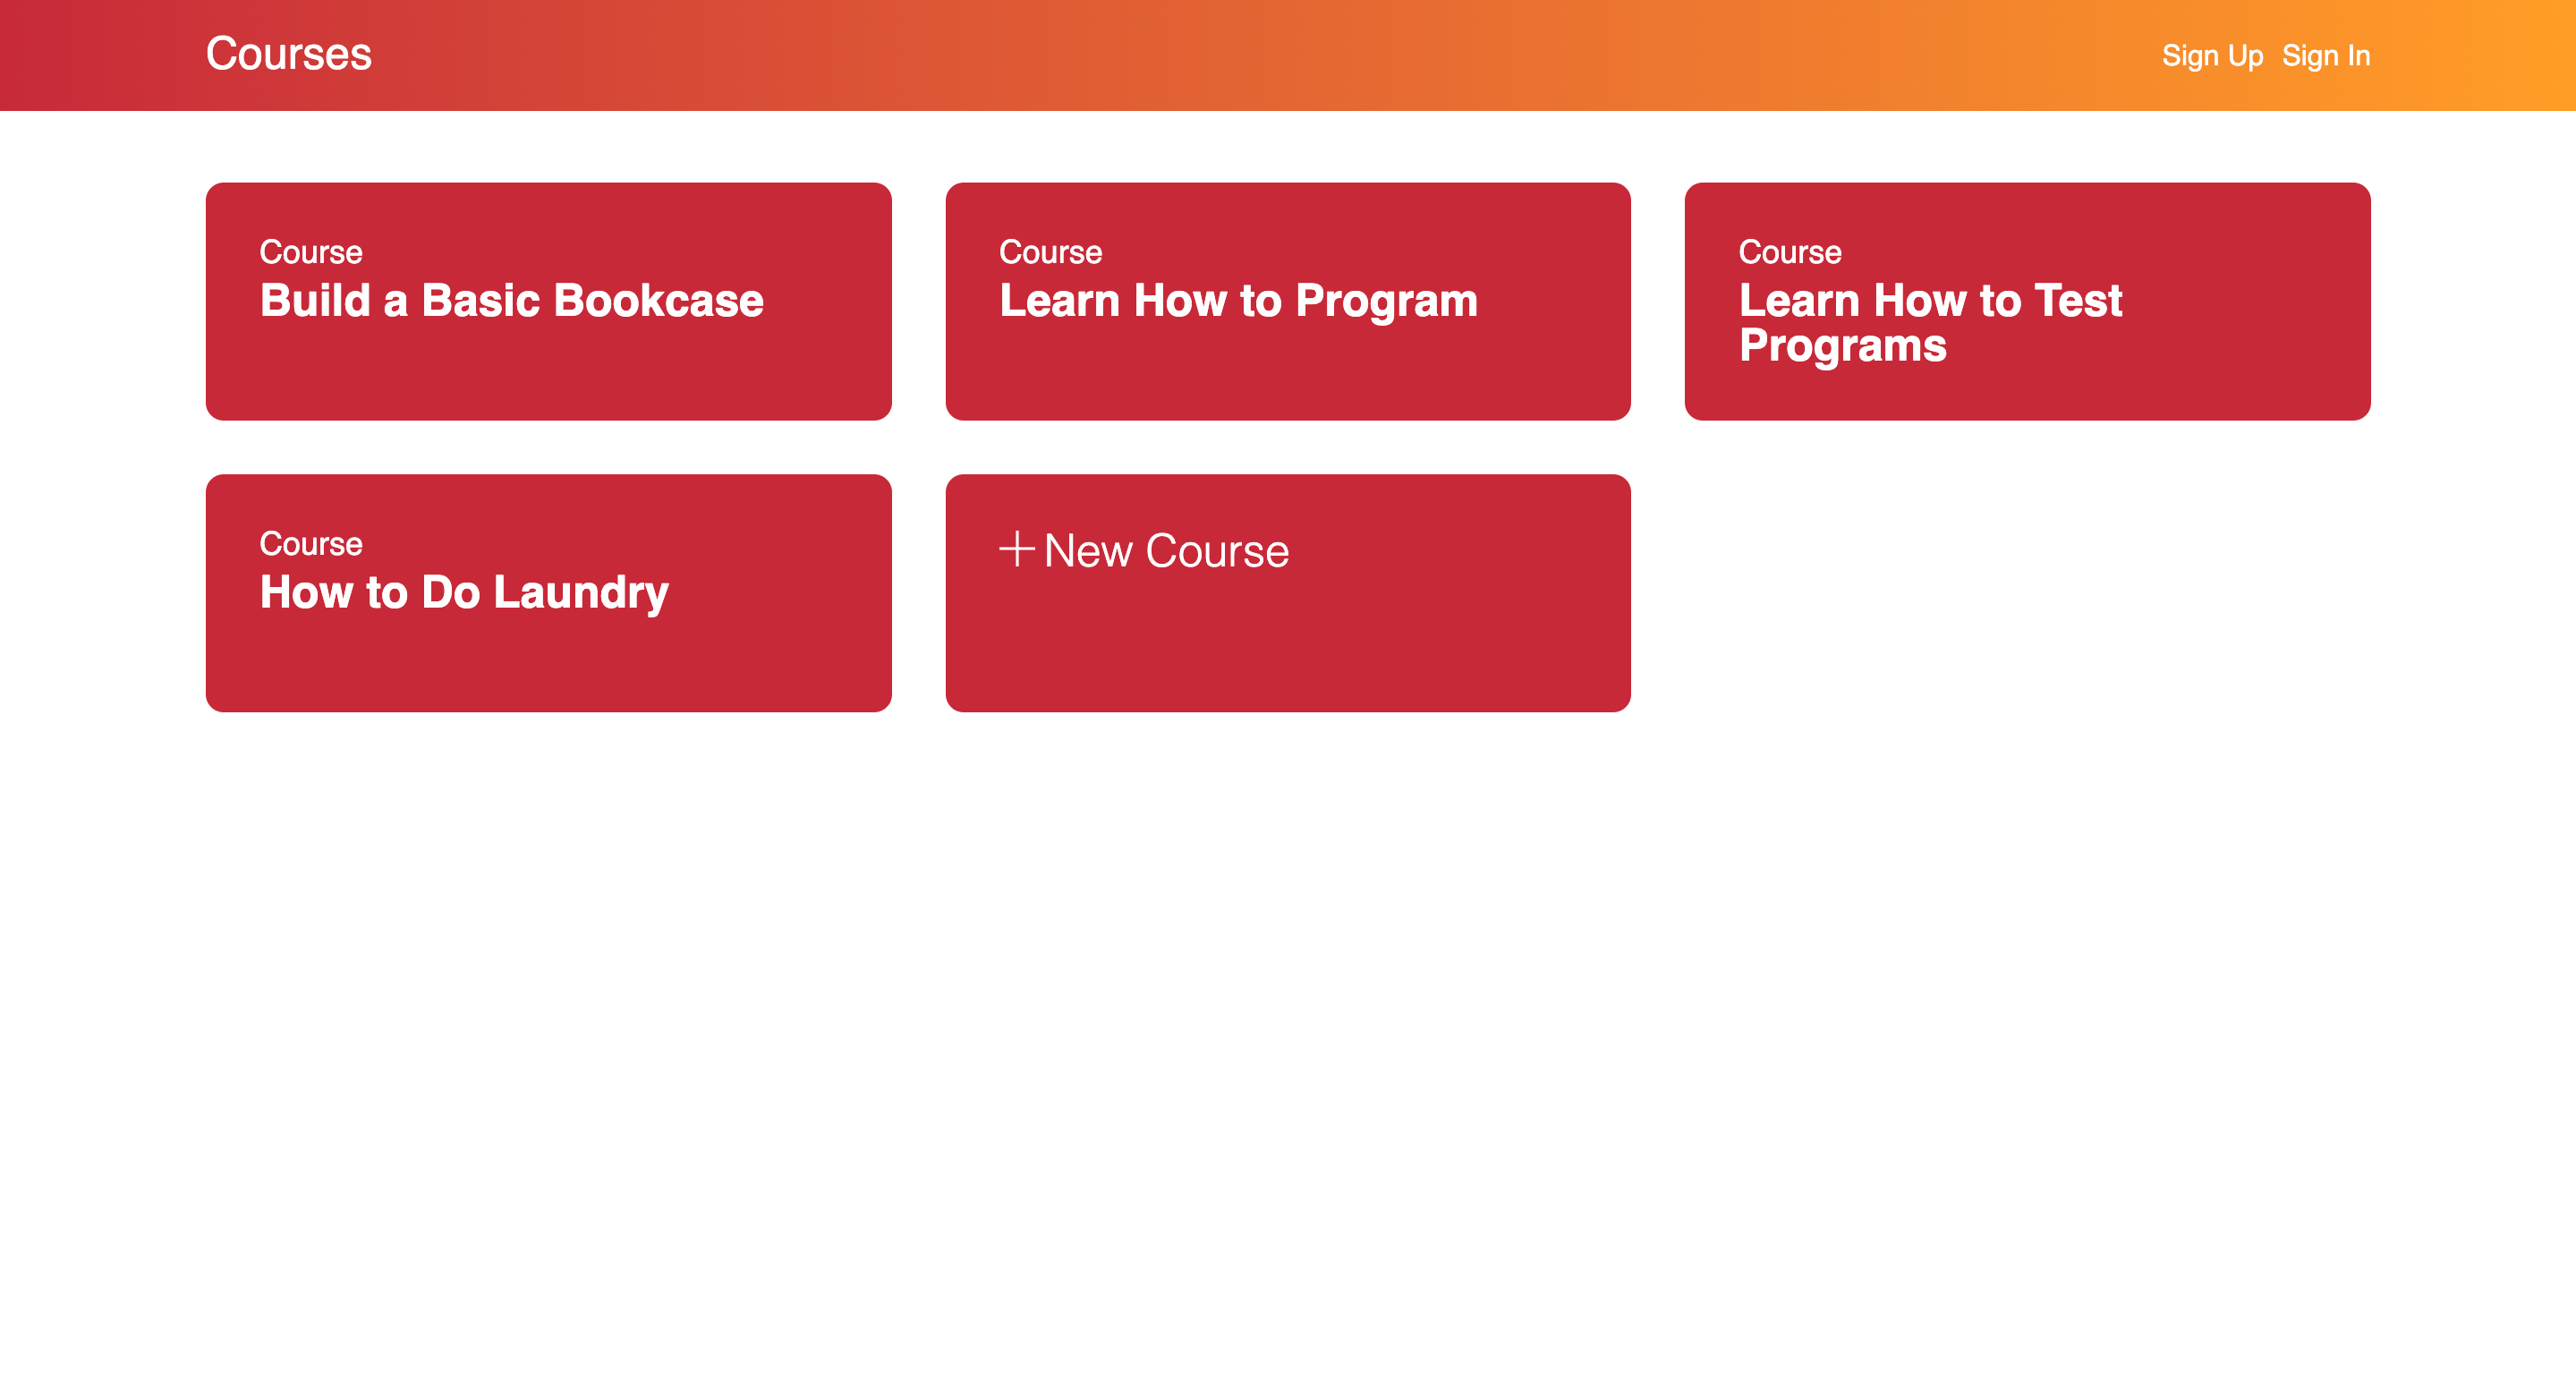 Courses
Sign Up Sign In
Course
Build a Basic Bookcase
Course
Learn How to Program
Course
Learn How to Test
Programs
Course
How to Do Laundry
+ New Course